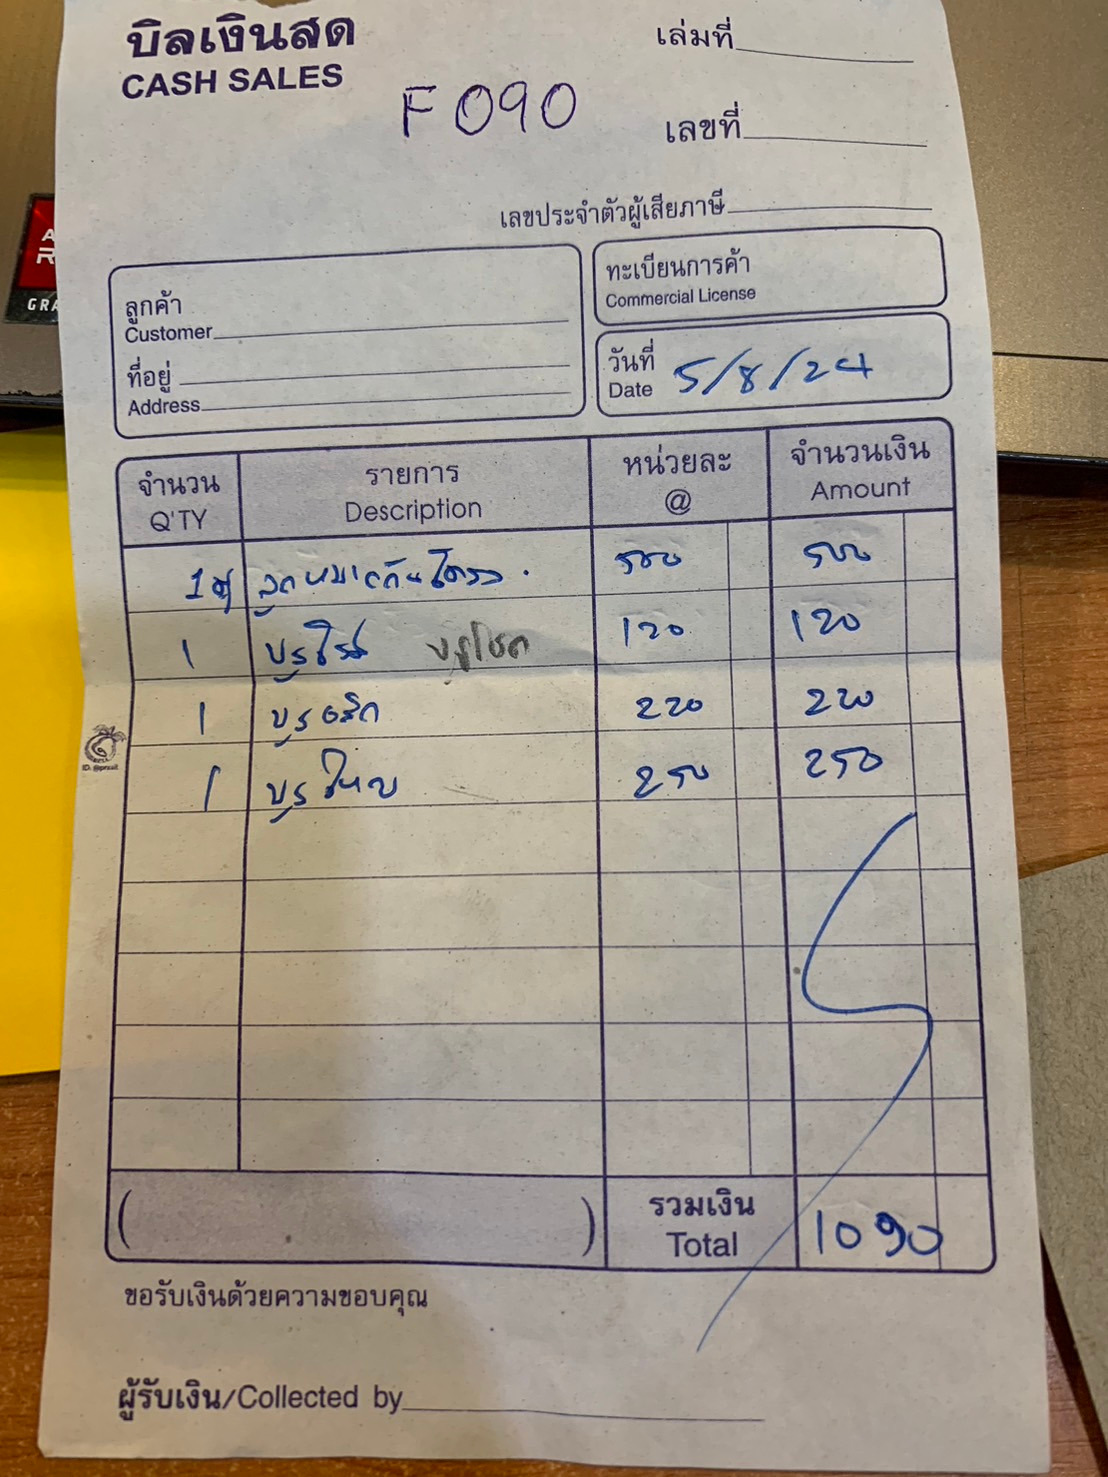 บิลเงินสด
CASH SALES
เล่มที่
F090
เลขที่
เลขประจำตัวผู้เสียภาษี
ลูกค้า
Customer
ที่อยู่
Address
ทะเบียนการค้า
Commercial License
วันที่
Date 5/8/24
จำนวน รายการ หน่วยละ จำนวนเงิน
Q'TY Description @ Amount
500 500
1 บูช 120 120
1 บูช 220 220
1 บูช 250 250
รวมเงิน
Total 1090
ขอรับเงินด้วยความขอบคุณ
ผู้รับเงิน/Collected by